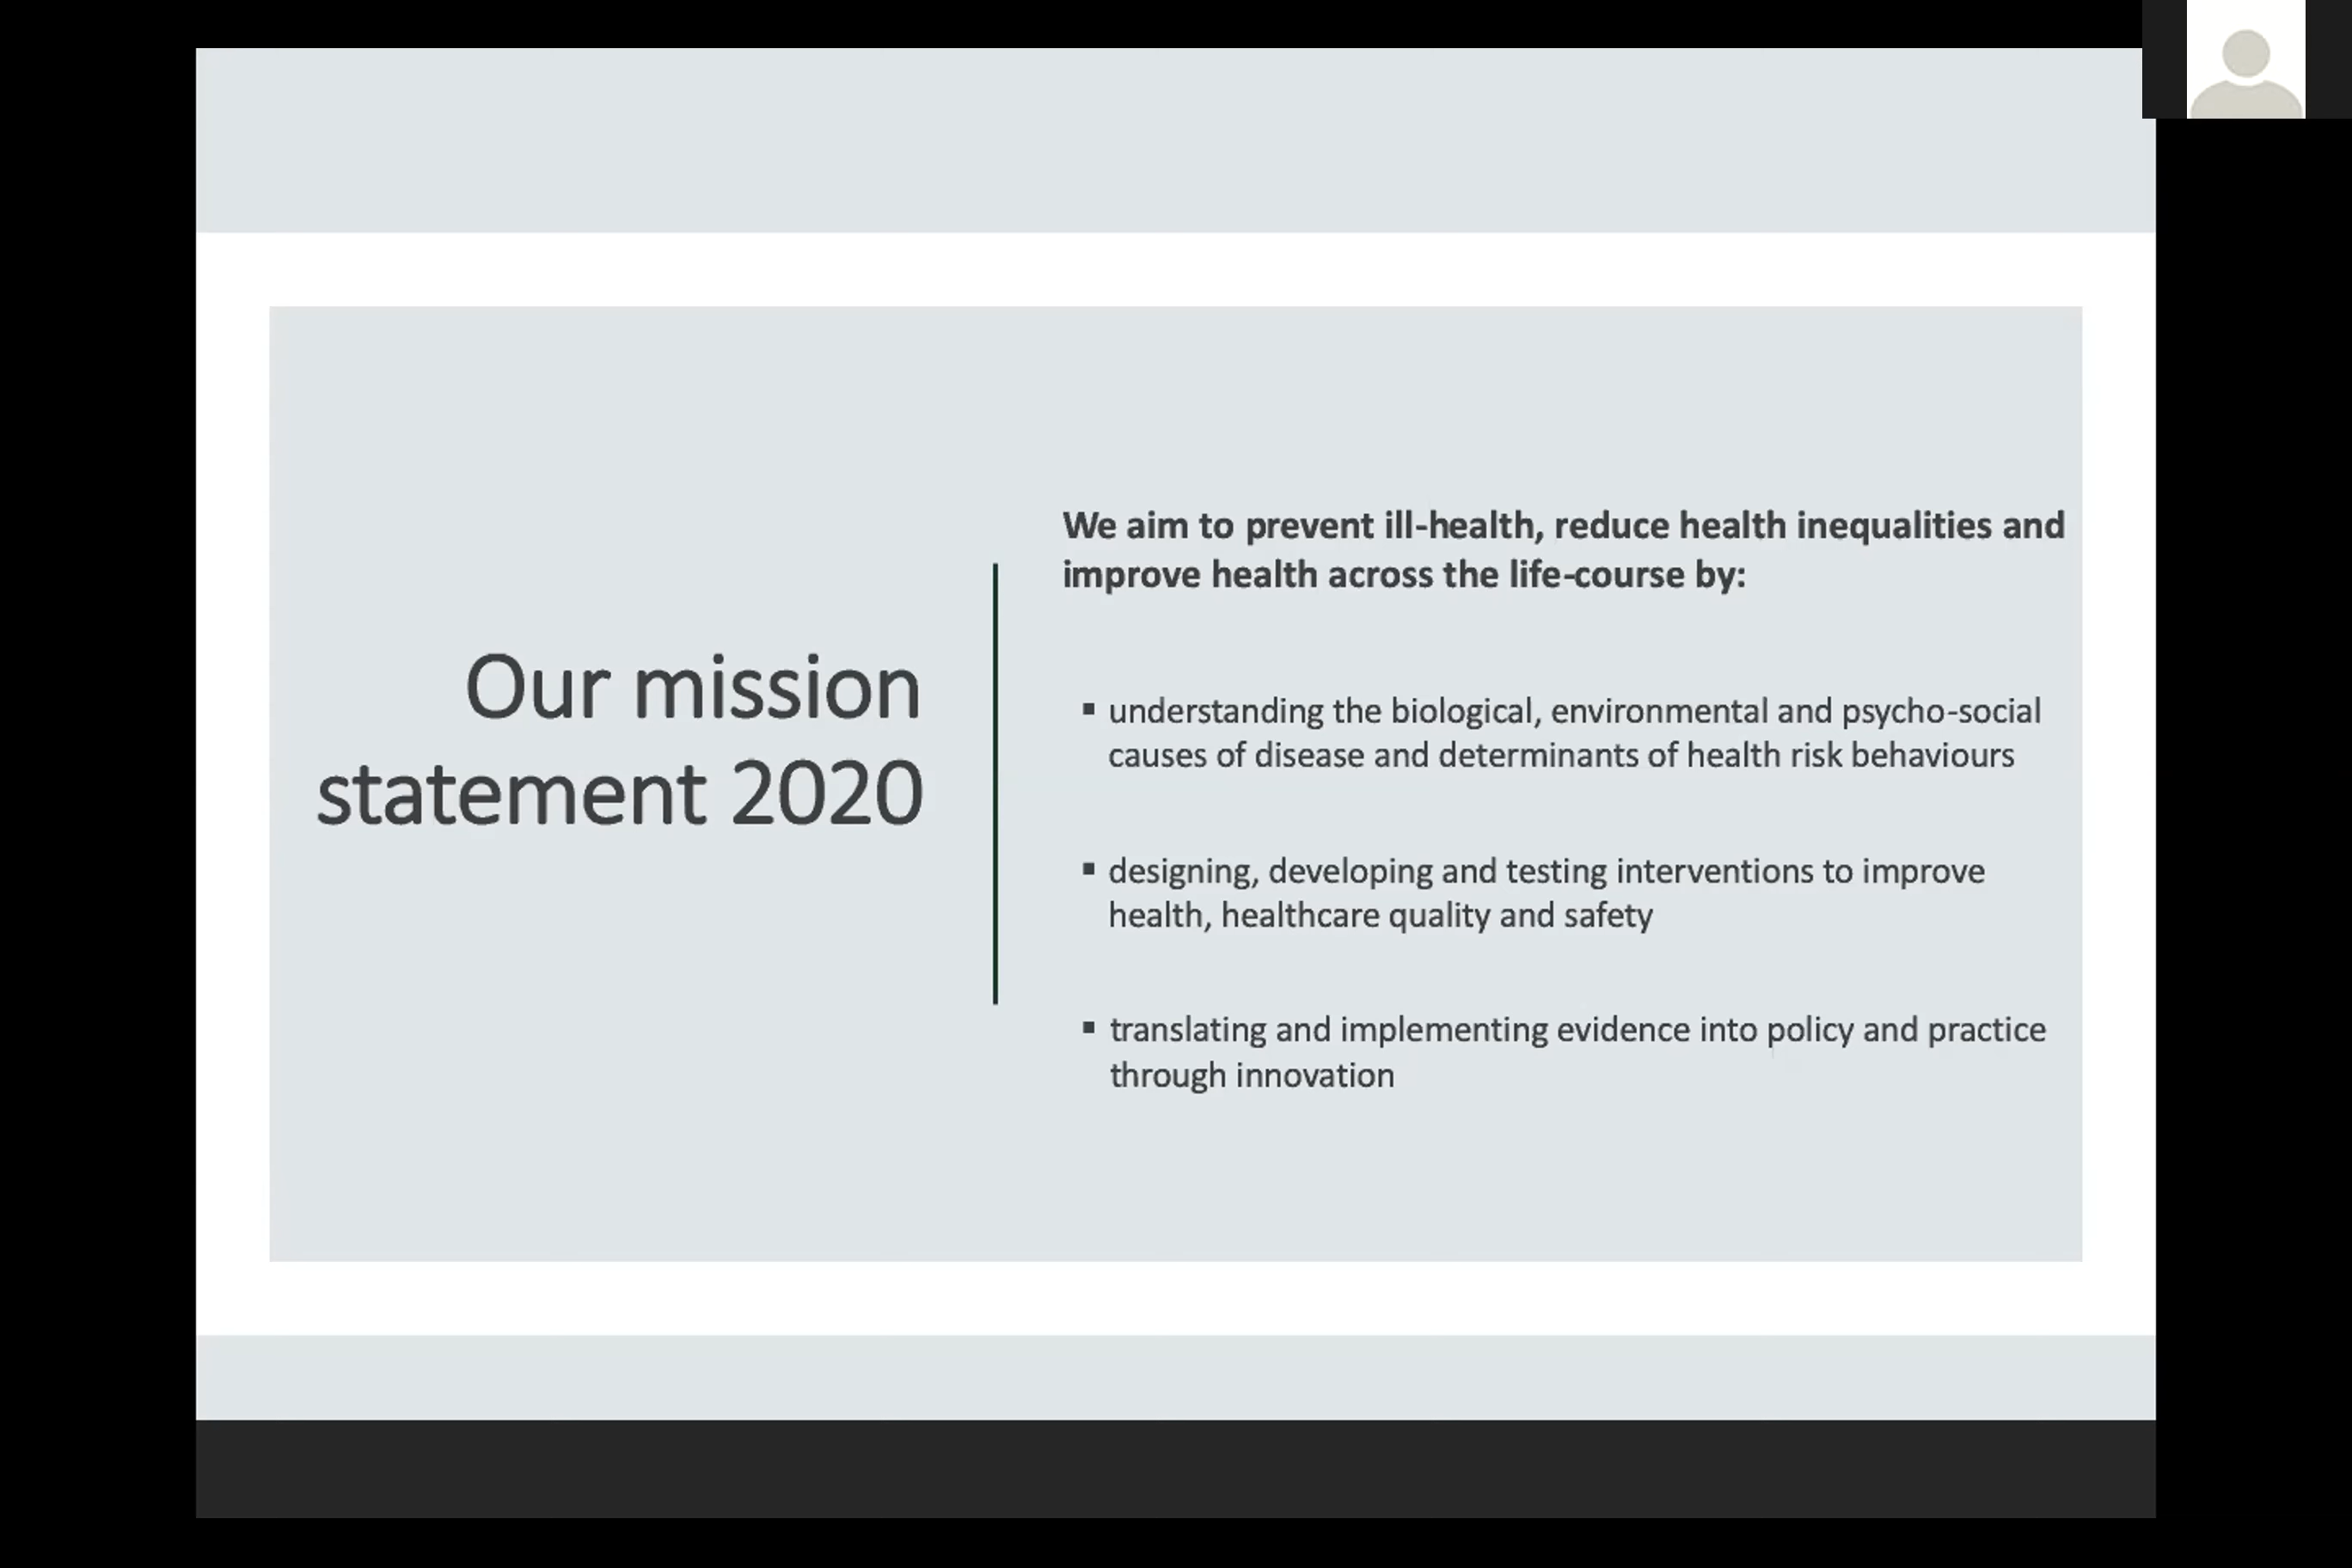 Our mission
statement 2020
We aim to prevent ill-health, reduce health inequalities and
improve health across the life-course by:
▪ understanding the biological, environmental and psycho-social
causes of disease and determinants of health risk behaviours
▪ designing, developing and testing interventions to improve
health, healthcare quality and safety
▪ translating and implementing evidence into policy and practice
through innovation